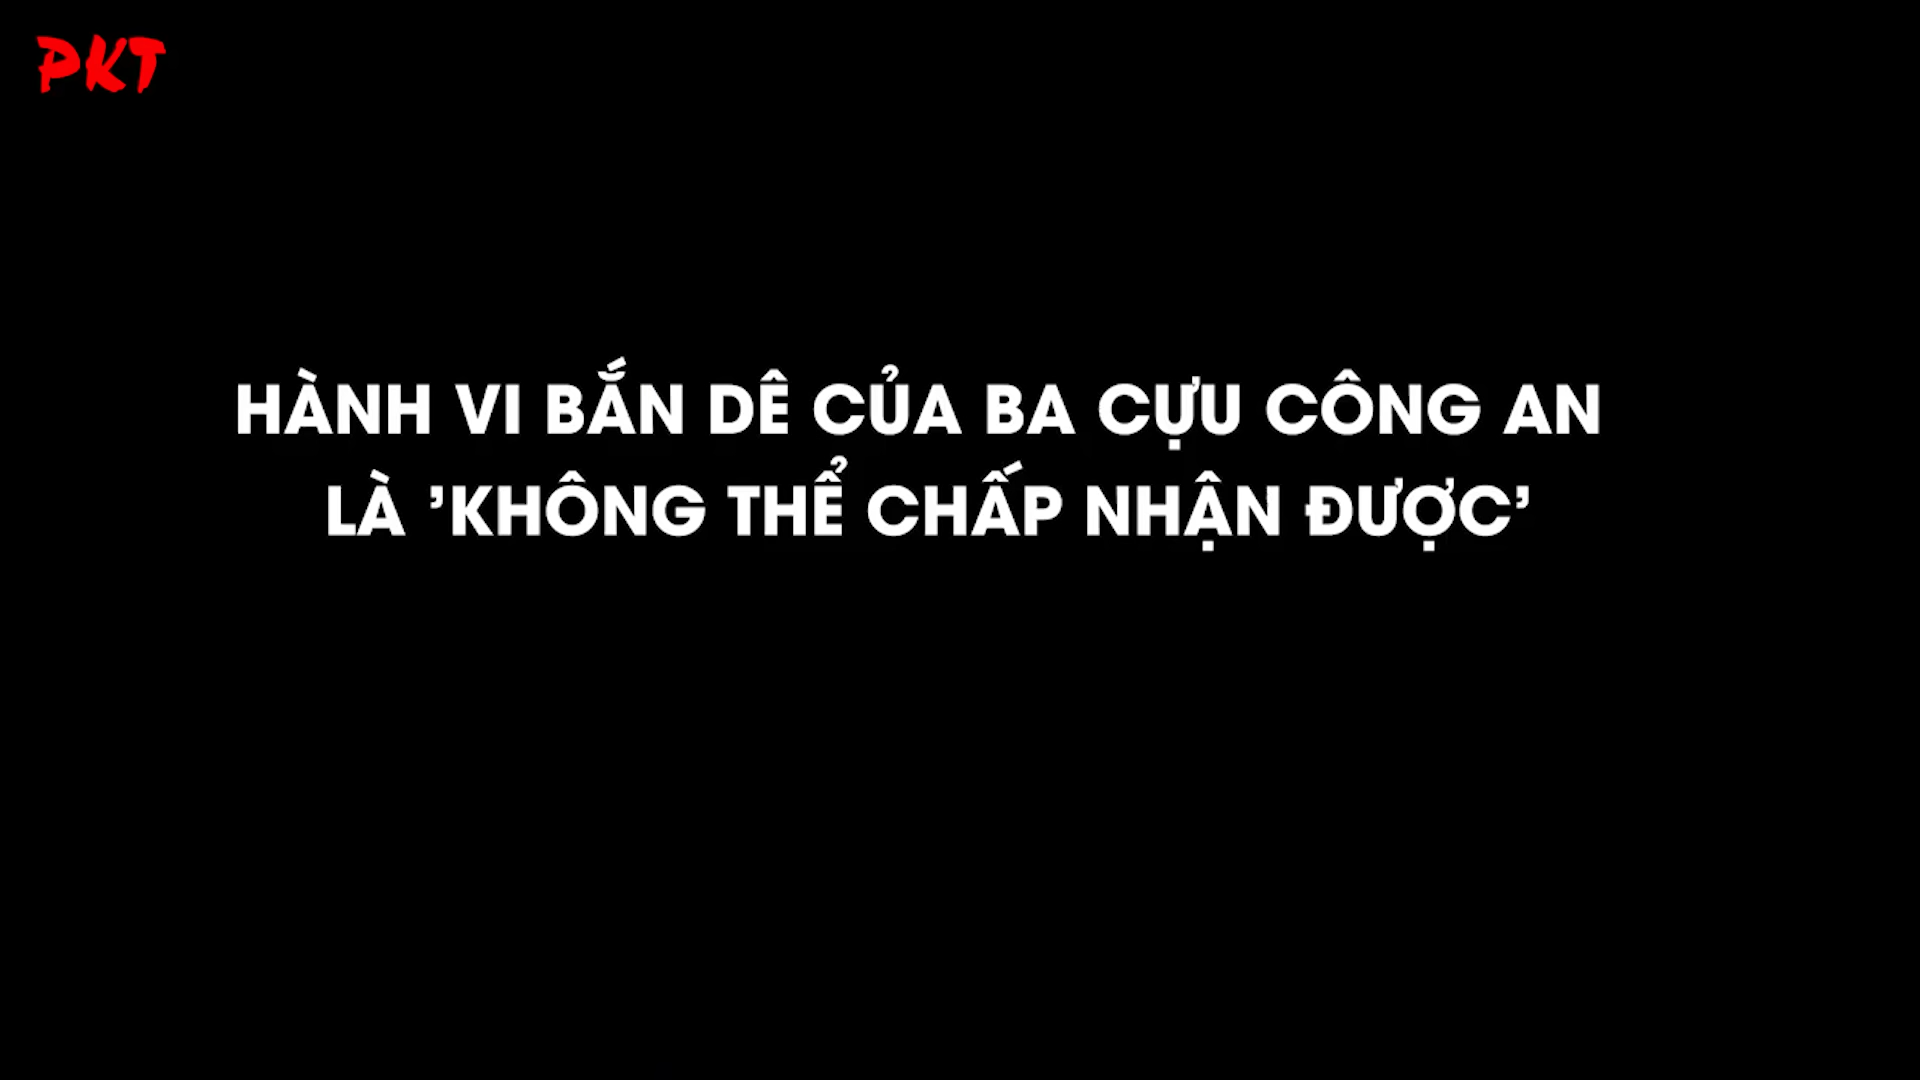 PKT
HÀNH VI BẮN DÊ CỦA BA CỰU CÔNG AN
LÀ ’KHÔNG THỂ CHẤP NHẬN ĐƯỢC’